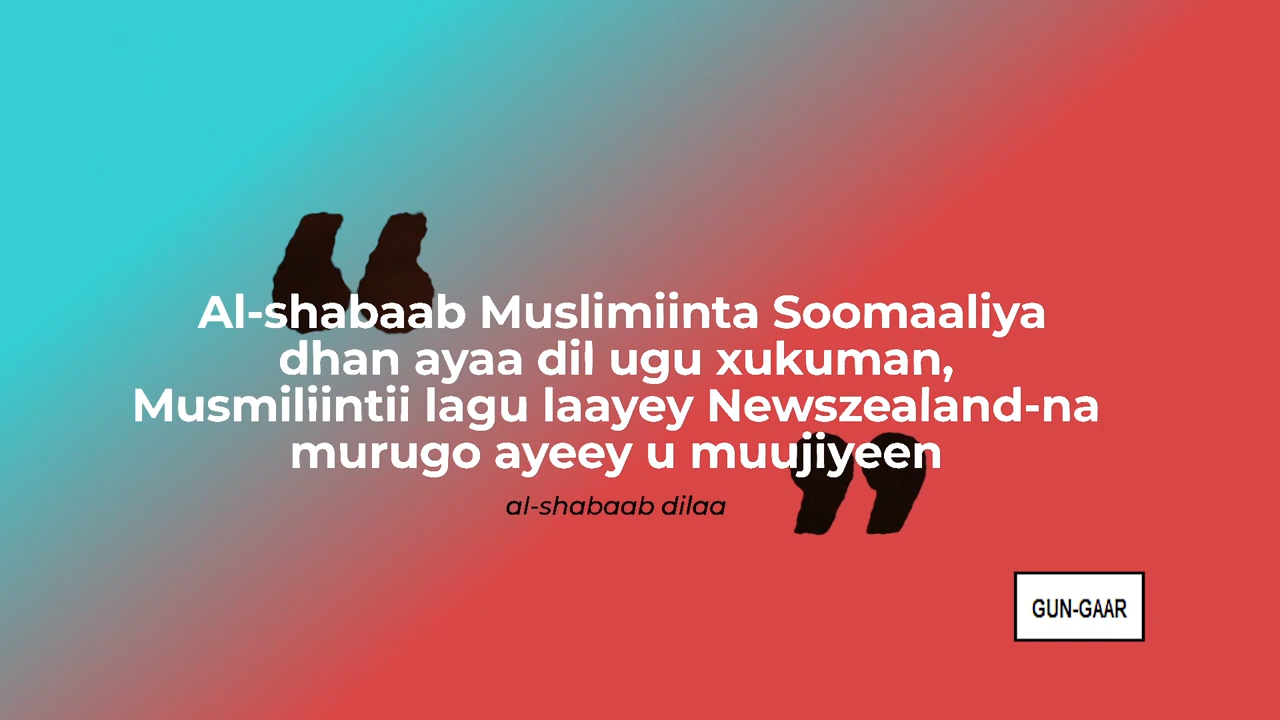 Al-shabaab Muslimiinta Soomaaliya
dhan ayaa dil ugu xukuman,
Musmiliintii lagu laayey Newszealand-na
murugo ayeey u muujiyeen
al-shabaab dilaa
GUN-GAAR